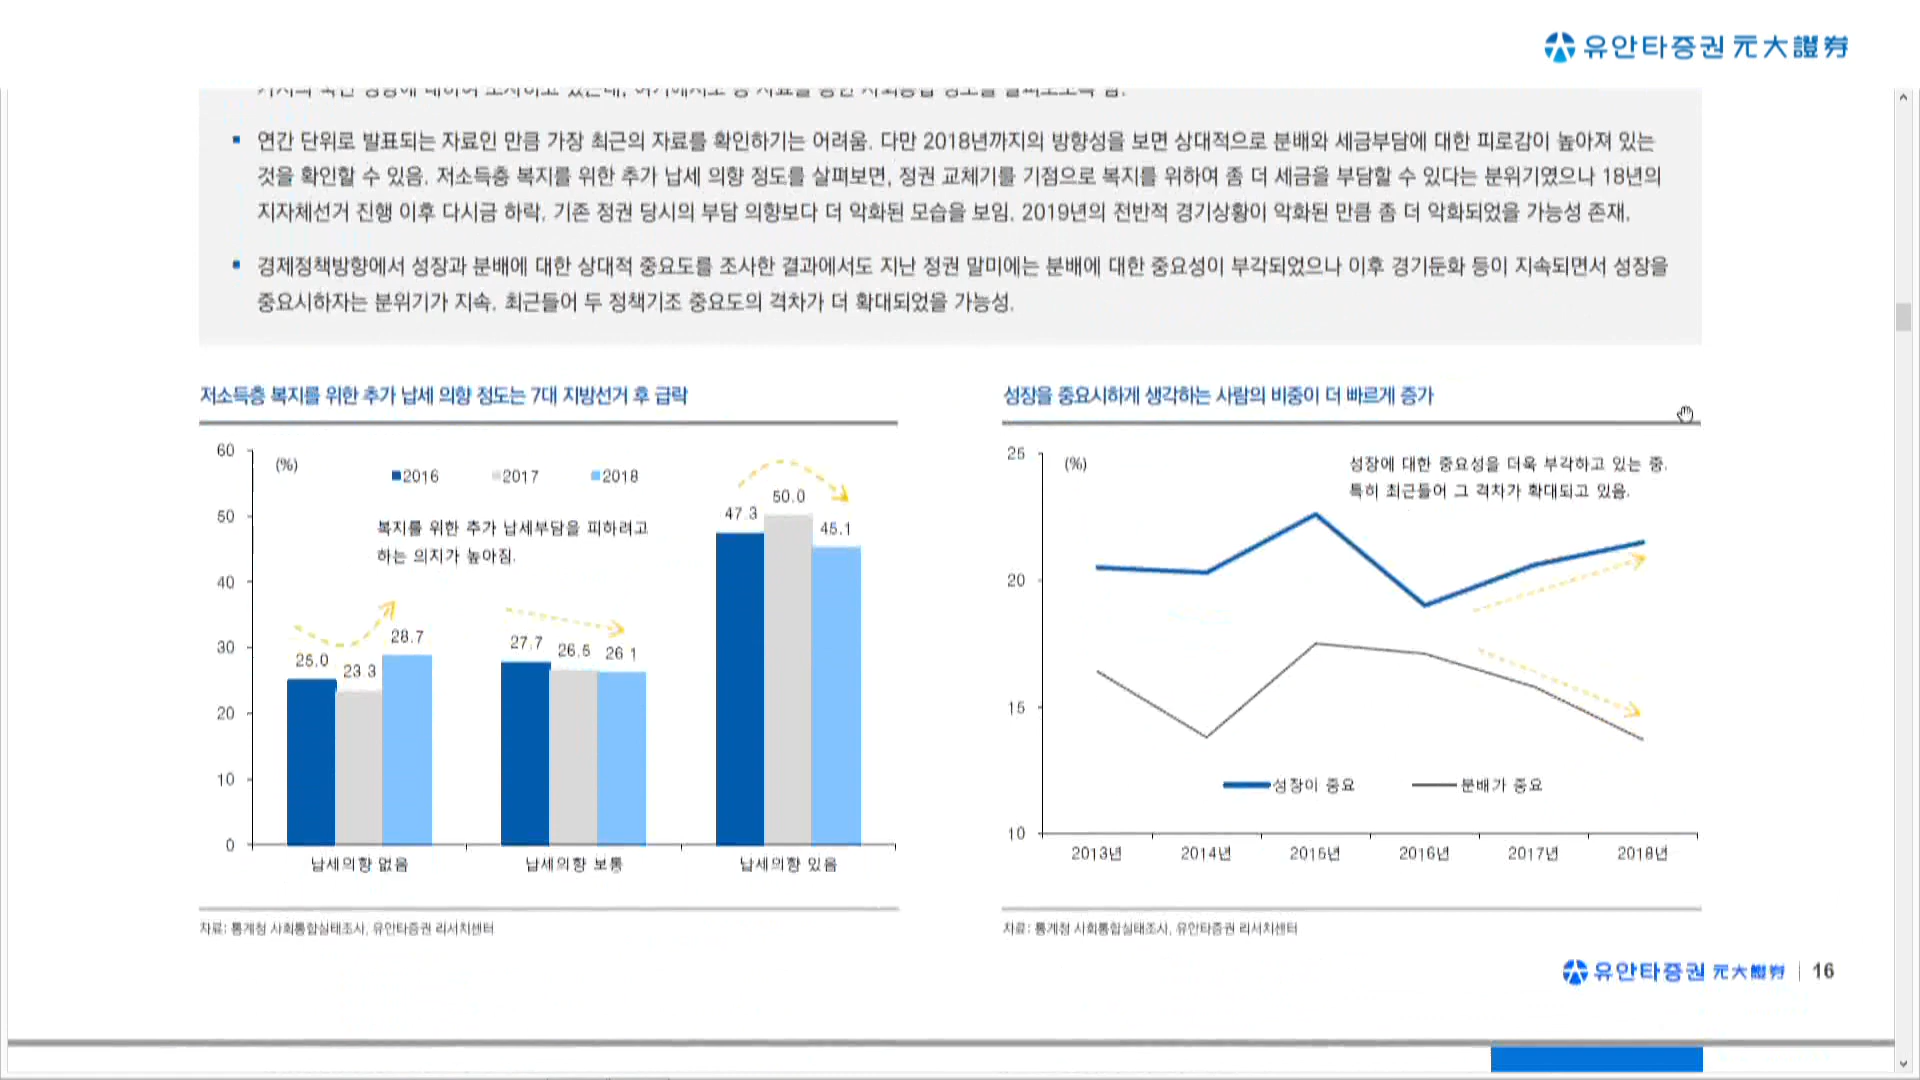 유안타증권 元大證券
연간 단위로 발표되는 자료인 만큼 가장 최근의 자료를 확인하기는 어려움. 다만 2018년까지의 방향성을 보면 상대적으로 분배와 세금부담에 대한 피로감이 높아져 있는
것을 확인할 수 있음. 저소득층 복지를 위한 추가 납세 의향 정도를 살펴보면, 정권 교체기를 기점으로 복지를 위하여 좀 더 세금을 부담할 수 있다는 분위기였으나 18년의
지자체선거 진행 이후 다시금 하락, 기존 정권 당시의 부담 의향보다 더 악화된 모습을 보임. 2019년의 전반적 경기상황이 악화된 만큼 좀 더 악화되었을 가능성 존재.
경제정책방향에서 성장과 분배에 대한 상대적 중요도를 조사한 결과에서도 지난 정권 말미에는 분배에 대한 중요성이 부각되었으나 이후 경기둔화 등이 지속되면서 성장을
중요시하자는 분위기가 지속. 최근들어 두 정책기조 중요도의 격차가 더 확대되었을 가능성.
저소득층 복지를 위한 추가 납세 의향 정도는 7대 지방선거 후 급락
60
(%)
2016 2017 2018
복지를 위한 추가 납세부담을 피하려고
하는 의지가 높아짐.
50
40
30
20
10
0
25.0 23.3 28.7
27.7 26.5 26.1
47.3 50.0 45.1
납세의향 없음 납세의향 보통 납세의향 있음
자료: 통계청 사회통합실태조사, 유안타증권 리서치센터
성장을 중요시하게 생각하는 사람의 비중이 더 빠르게 증가
25
(%)
성장에 대한 중요성을 더욱 부각하고 있는 중.
특히 최근들어 그 격차가 확대되고 있음.
20
15
10
성장이 중요 분배가 중요
2013년 2014년 2015년 2016년 2017년 2018년
자료: 통계청 사회통합실태조사, 유안타증권 리서치센터
유안타증권 元大證券 | 16